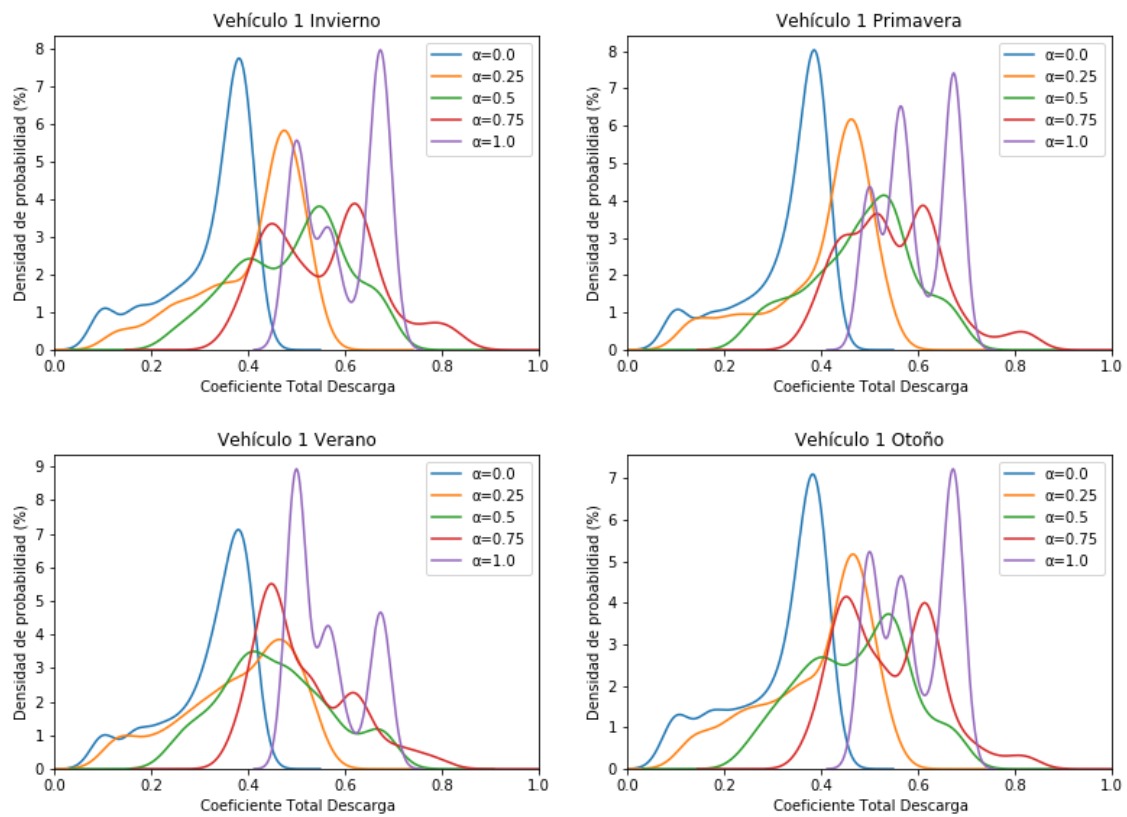 Vehículo 1 Invierno
Densidad de probabildiad (%)
8
7
6
5
4
3
2
1
0
α=0.0
α=0.25
α=0.5
α=0.75
α=1.0
0.0 0.2 0.4 0.6 0.8 1.0
Coeficiente Total Descarga
Vehículo 1 Primavera
Densidad de probabildiad (%)
8
7
6
5
4
3
2
1
0
α=0.0
α=0.25
α=0.5
α=0.75
α=1.0
0.0 0.2 0.4 0.6 0.8 1.0
Coeficiente Total Descarga
Vehículo 1 Verano
Densidad de probabildiad (%)
9
8
7
6
5
4
3
2
1
0
α=0.0
α=0.25
α=0.5
α=0.75
α=1.0
0.0 0.2 0.4 0.6 0.8 1.0
Coeficiente Total Descarga
Vehículo 1 Otoño
Densidad de probabildiad (%)
7
6
5
4
3
2
1
0
α=0.0
α=0.25
α=0.5
α=0.75
α=1.0
0.0 0.2 0.4 0.6 0.8 1.0
Coeficiente Total Descarga